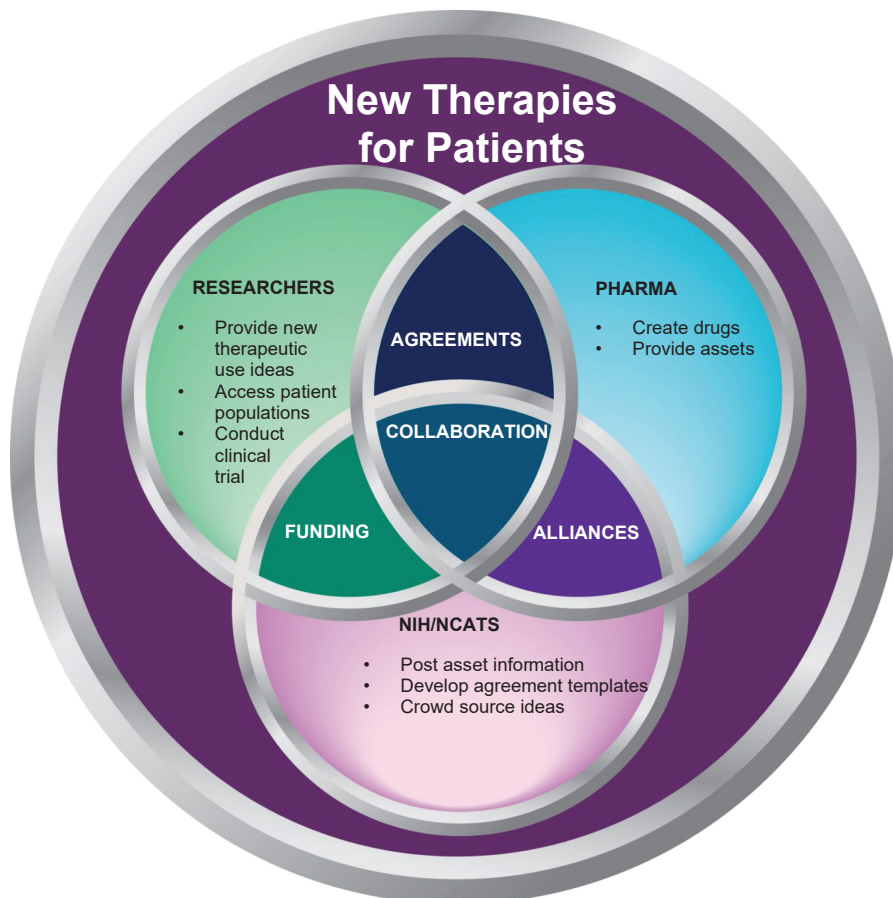 New Therapies
for Patients
RESEARCHERS
• Provide new
therapeutic
use ideas
• Access patient
populations
• Conduct
clinical
trial
PHARMA
• Create drugs
• Provide assets
AGREEMENTS
COLLABORATION
FUNDING
ALLIANCES
NIH/NCATS
• Post asset information
• Develop agreement templates
• Crowd source ideas